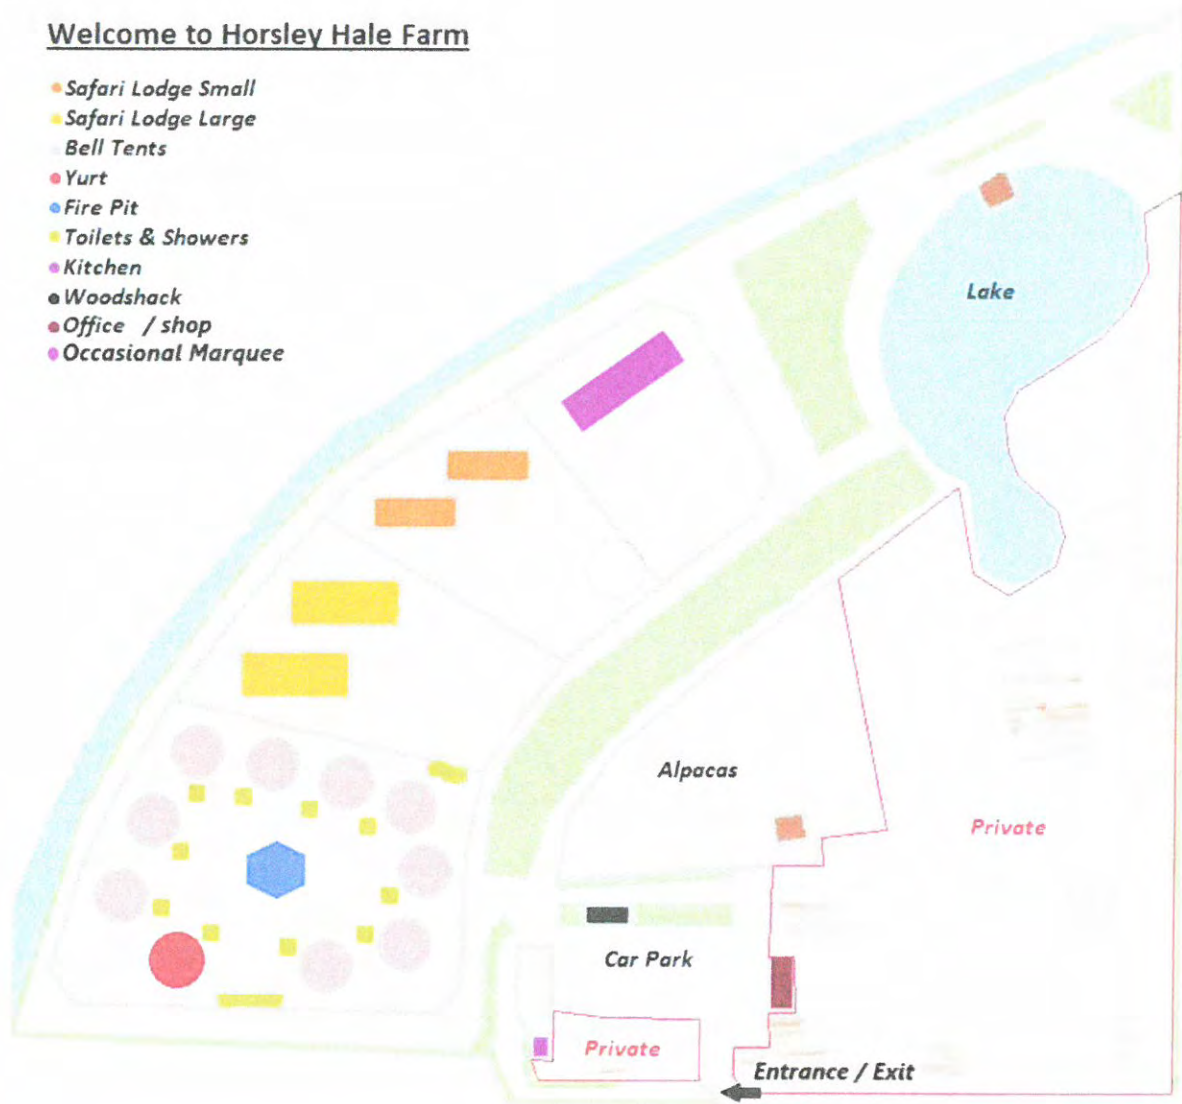 Welcome to Horsley Hale Farm
Safari Lodge Small
Safari Lodge Large
Bell Tents
Yurt
Fire Pit
Toilets & Showers
Kitchen
Woodshack
Office / shop
Occasional Marquee
Lake
Alpacas
Private
Car Park
Private
Entrance / Exit